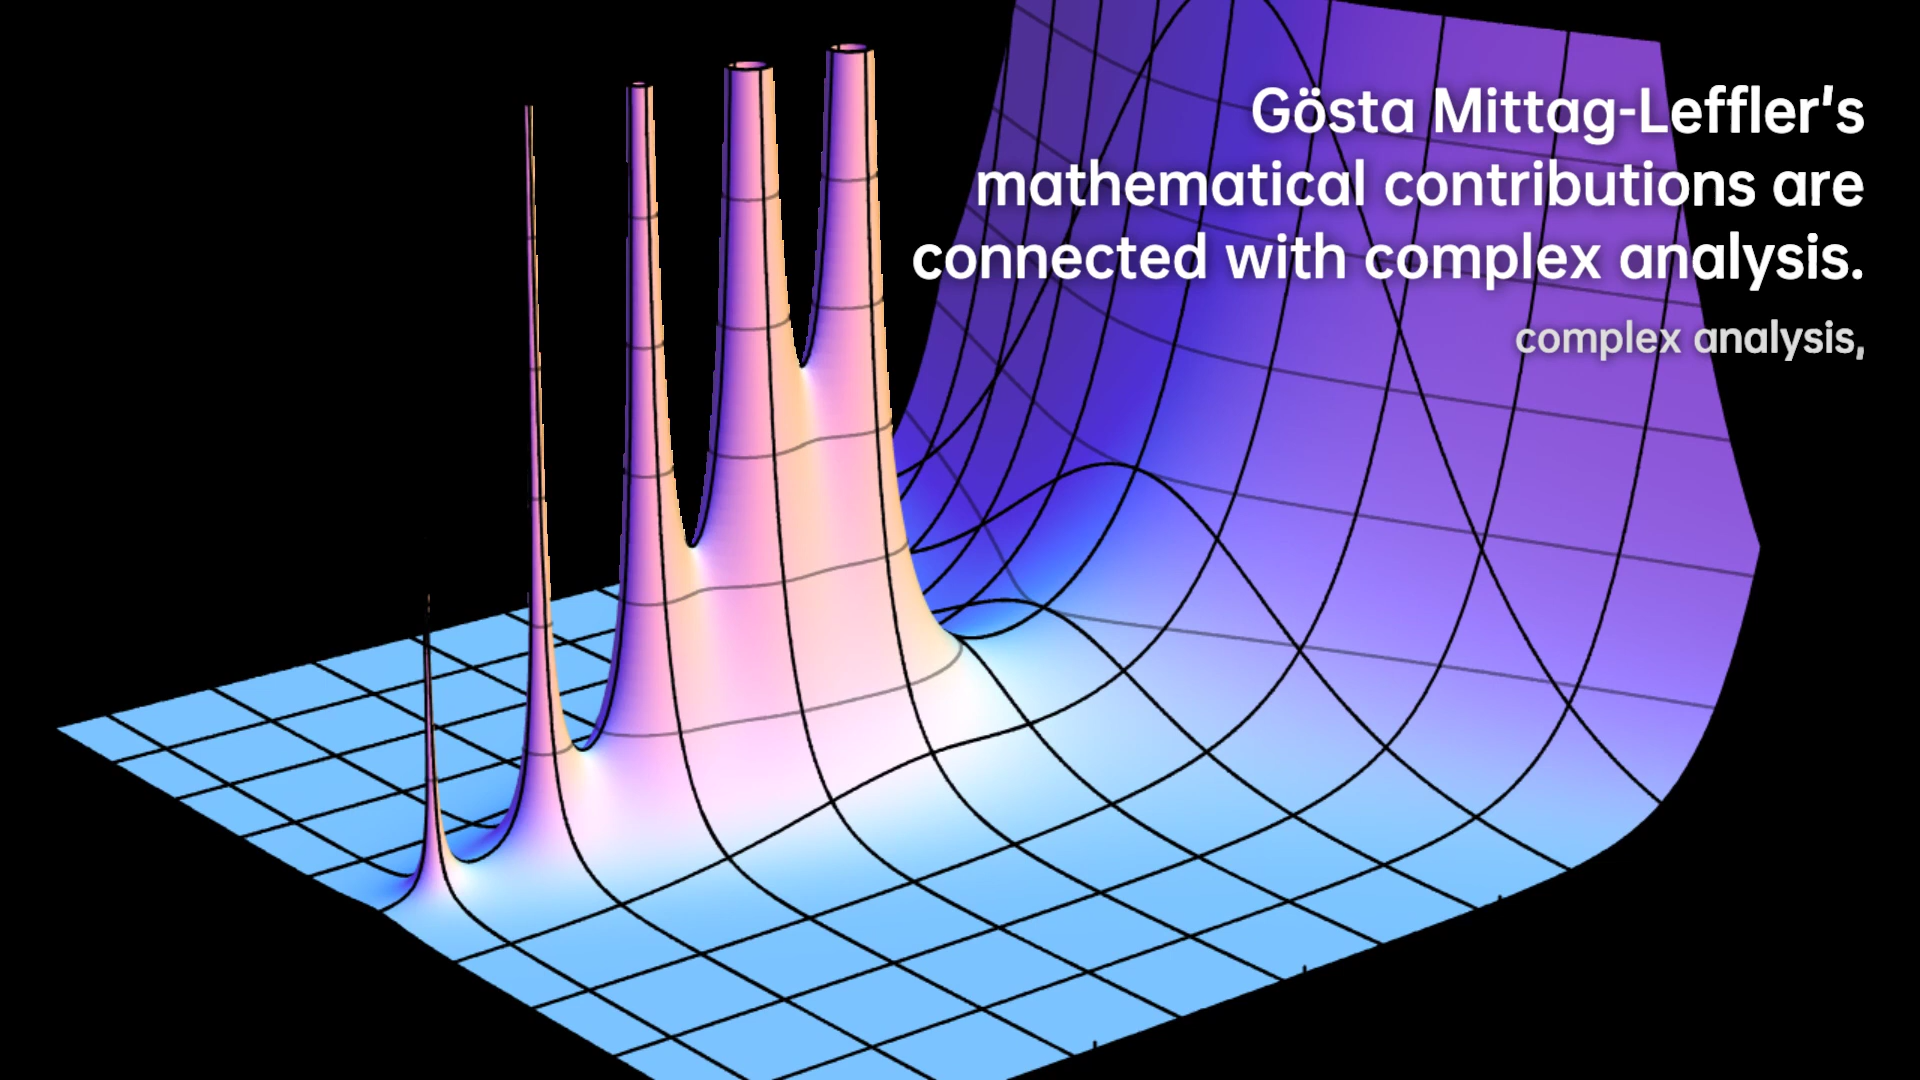 Gösta Mittag-Leffler's
mathematical contributions are
connected with complex analysis.
complex analysis,